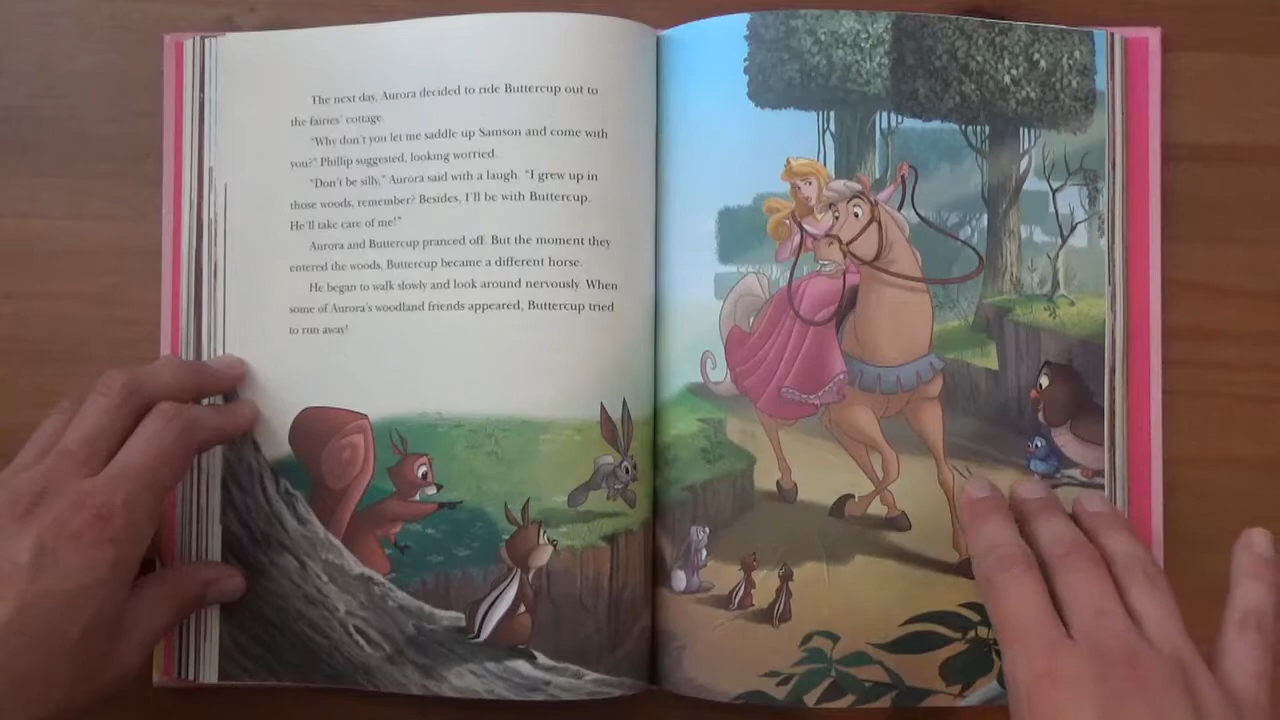 The next day, Aurora decided to ride Buttercup out to
the fairies' cottage.
"Why don't you let me saddle up Samson and come with
you?" Phillip suggested, looking worried.
"Don't be silly," Aurora said with a laugh. "I grew up in
those woods, remember? Besides, I'll be with Buttercup.
He'll take care of me!"
Aurora and Buttercup pranced off. But the moment they
entered the woods, Buttercup became a different horse.
He began to walk slowly and look around nervously. When
some of Aurora's woodland friends appeared, Buttercup tried
to run away!